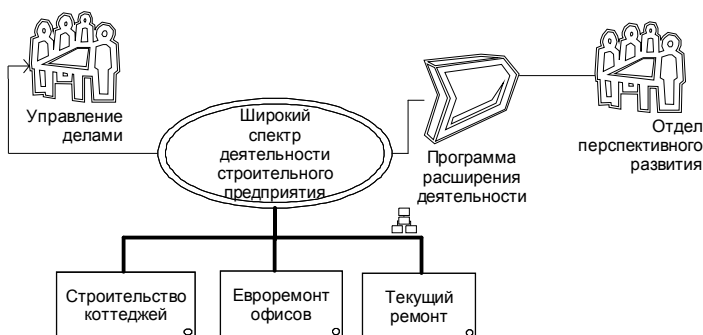 Управление
делами
Широкий
спектр
деятельности
строительного
предприятия
Программа
расширения
деятельности
Отдел
перспективного
развития
Строительство
коттеджей
Евроремонт
офисов
Текущий
ремонт